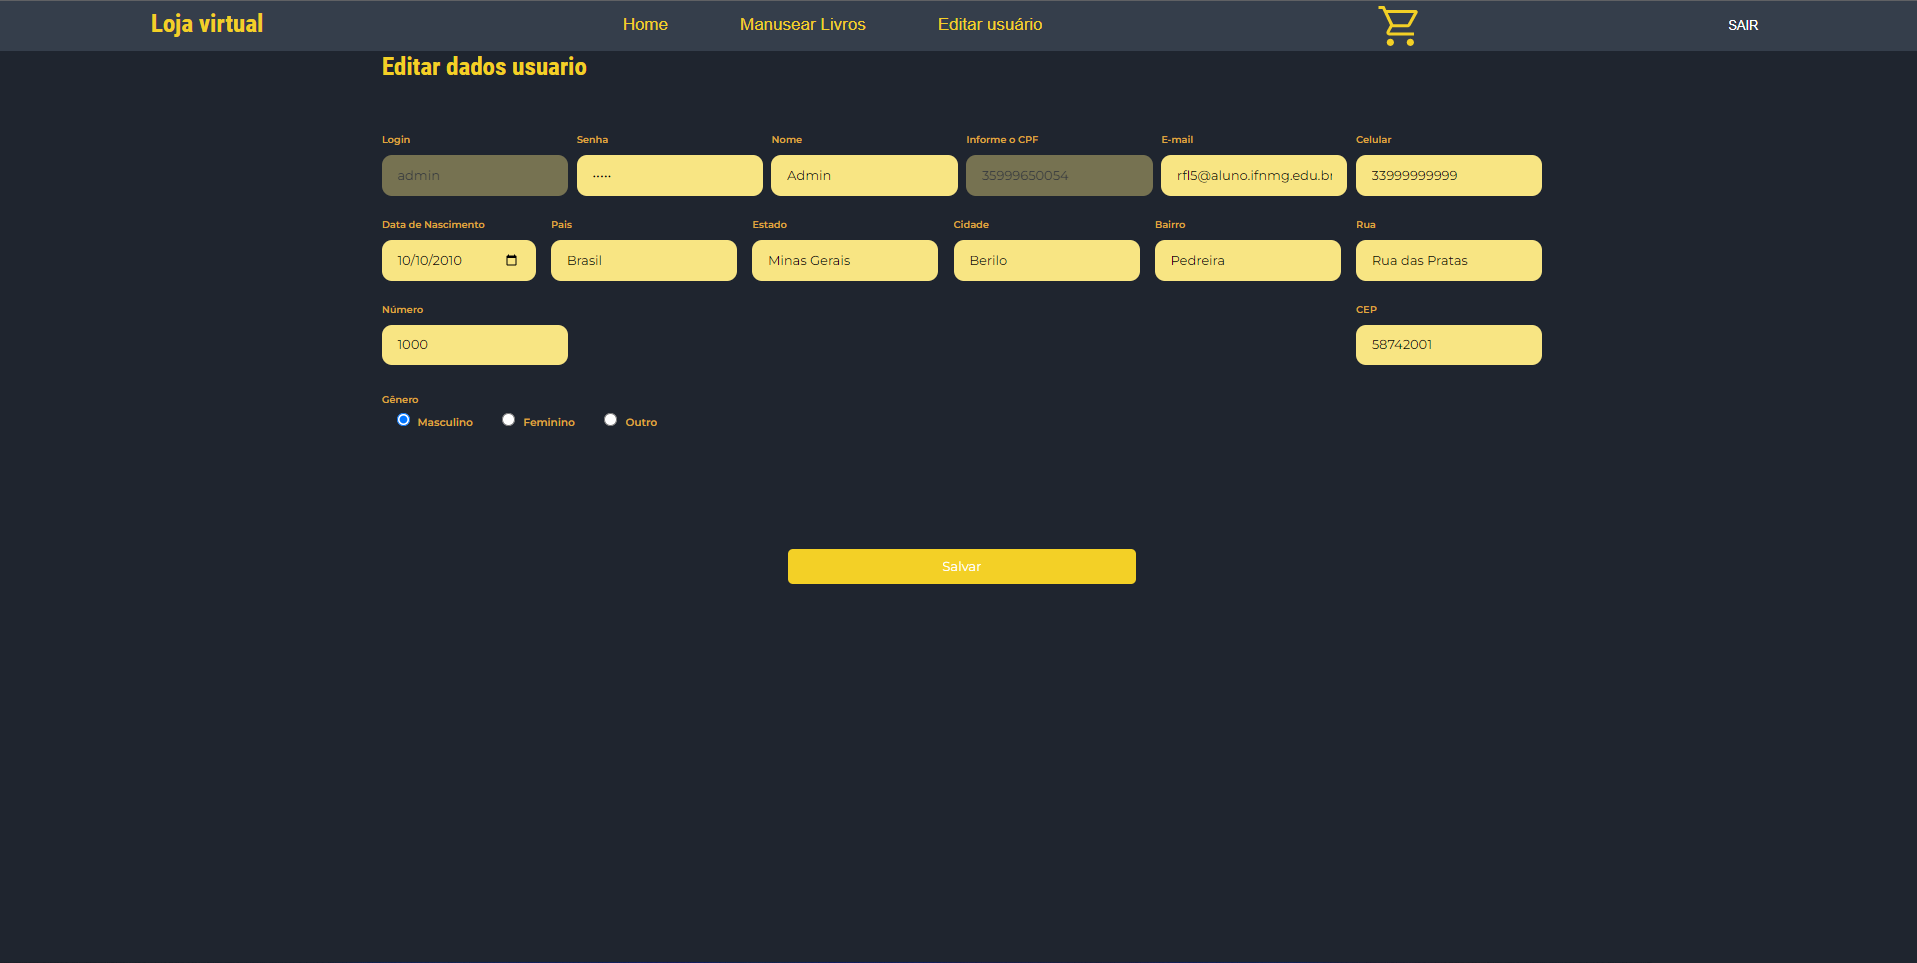 Loja virtual Home Manusear Livros Editar usuário SAIR
Editar dados usuario
Login Senha Nome Informe o CPF E-mail Celular
admin ••••• Admin 35999650054 rfl5@aluno.ifnmg.edu.br 33999999999
Data de Nascimento Pais Estado Cidade Bairro Rua
10/10/2010 Brasil Minas Gerais Berilo Pedreira Rua das Pratas
Número CEP
1000 58742001
Gênero
Masculino Feminino Outro
Salvar